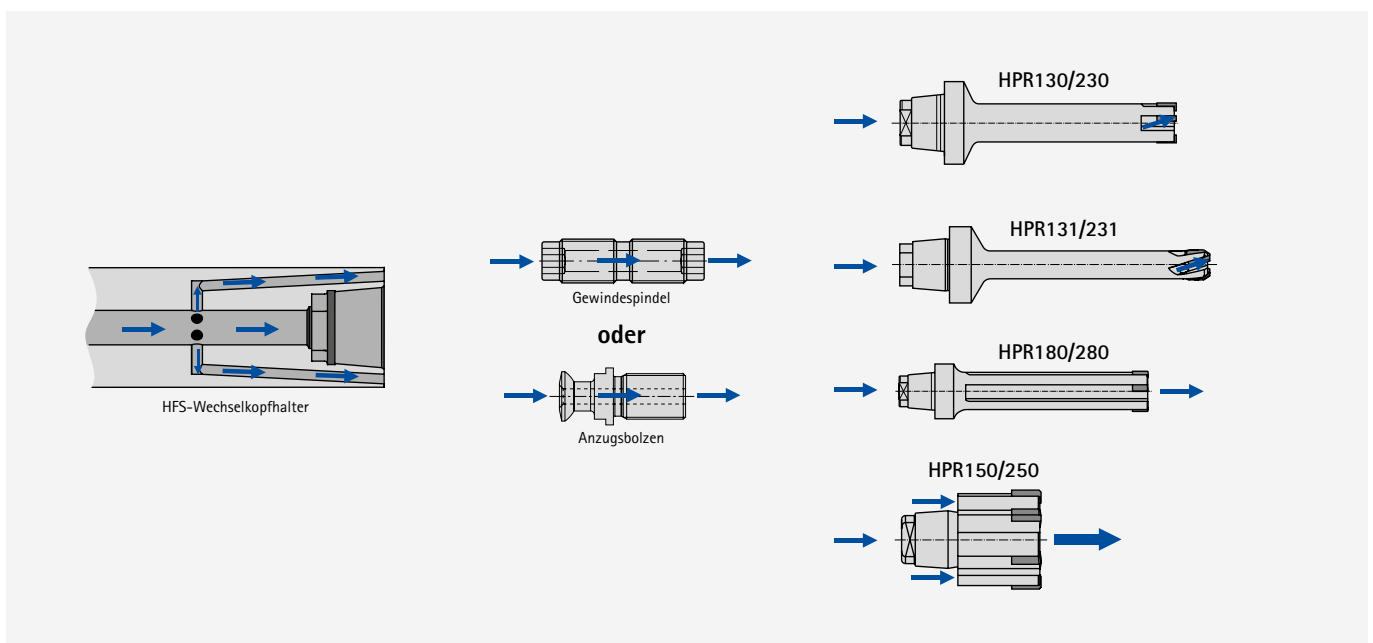 HFS-Wechselkopfhalter
Gewindespindel
oder
Anzugsbolzen
HPR130/230
HPR131/231
HPR180/280
HPR150/250